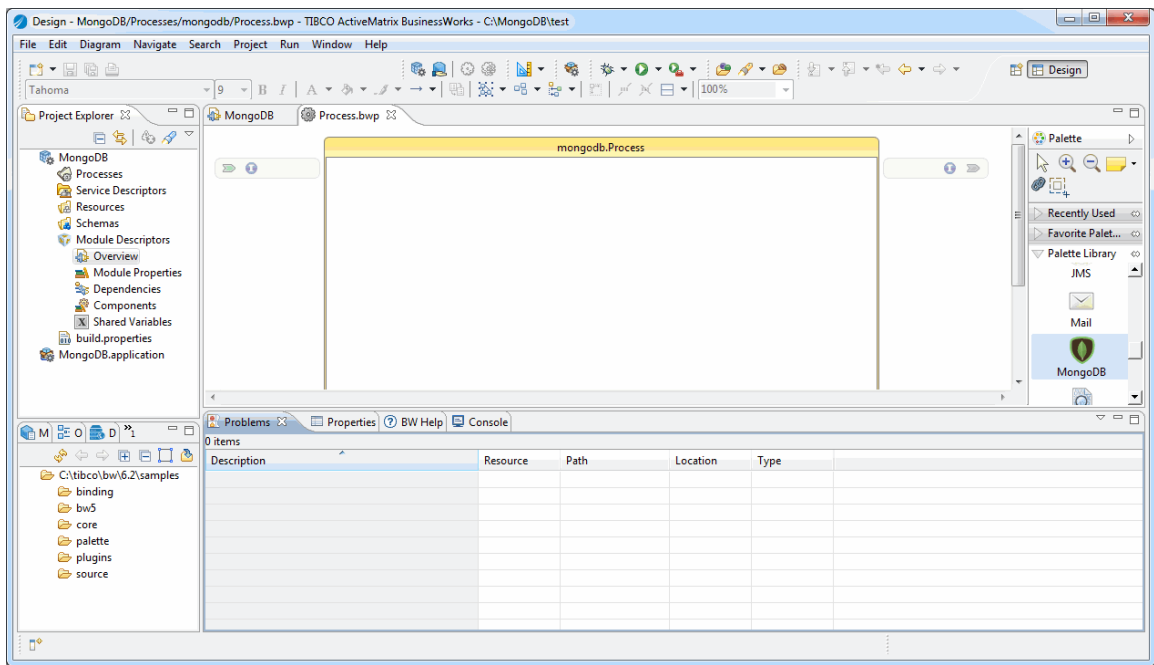 Design - MongoDB/Processes/mongodb/Process.bwp - TIBCO ActiveMatrix BusinessWorks - C:\MongoDB\test
File Edit Diagram Navigate Search Project Run Window Help
Design
Tahoma 9 B I A 100%
Project Explorer
MongoDB Process.bwp
MongoDB
Processes
Service Descriptors
Resources
Schemas
Module Descriptors
Overview
Module Properties
Dependencies
Components
X Shared Variables
build.properties
MongoDB.application
mongodb.Process
Palette
Recently Used
Favorite Palet...
Palette Library
JMS
Mail
MongoDB
M O D »1
C:\tibco\bw\6.2\samples
binding
bw5
core
palette
plugins
source
Problems Properties BW Help Console
0 items
Description Resource Path Location Type